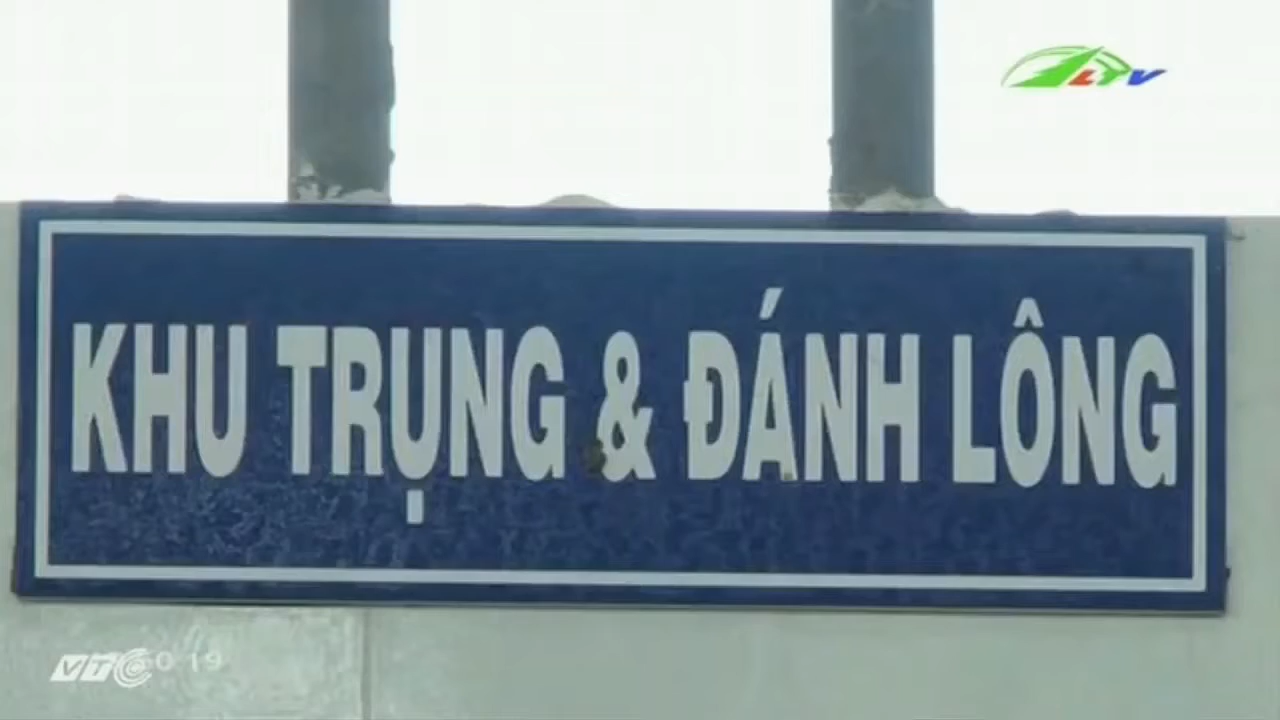 LTV
KHU TRỤNG & ĐÁNH LÔNG
VTC